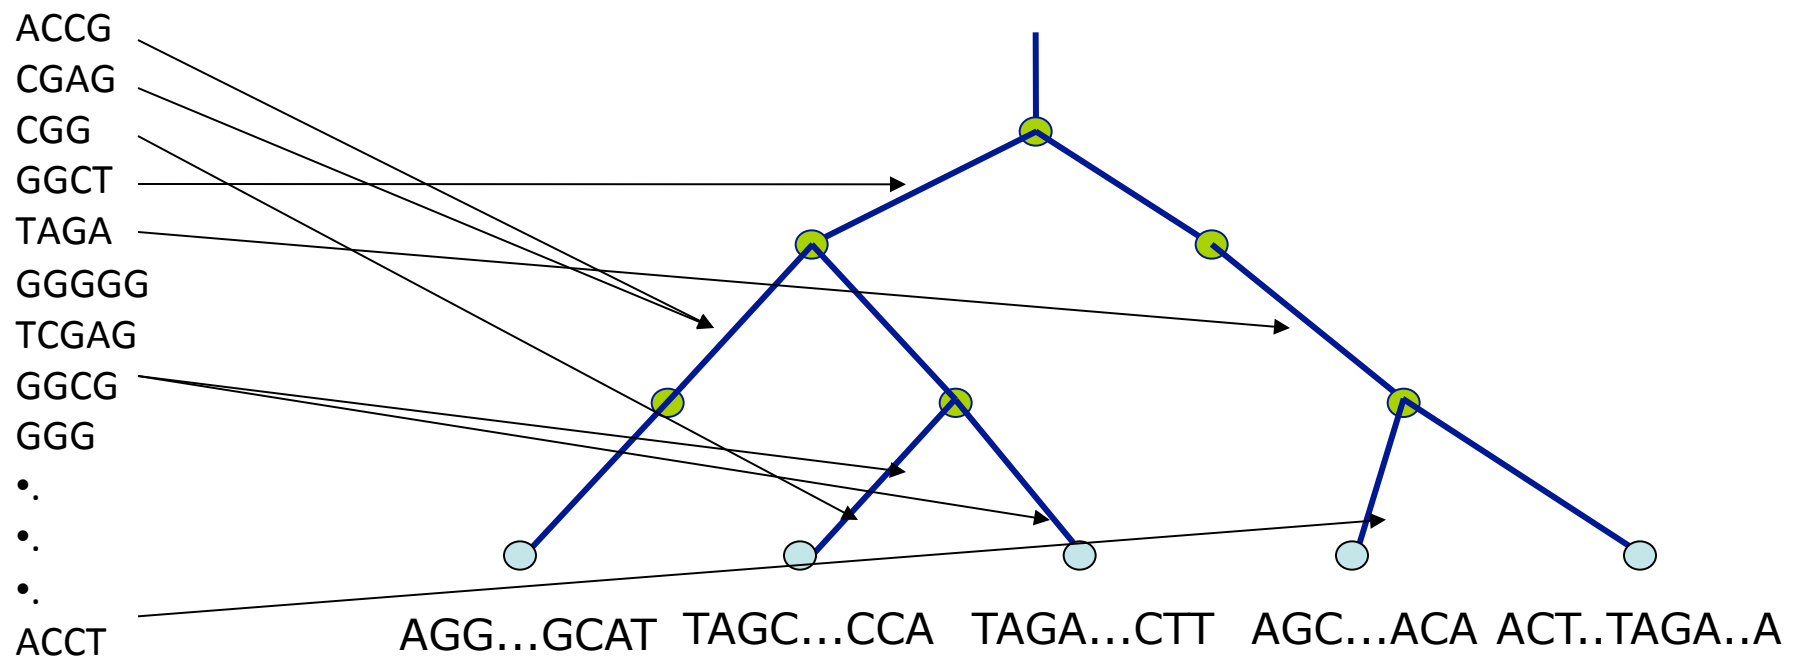 ACCG
CGAG
CGG
GGCT
TAGA
GGGGG
TCGAG
GGCG
GGG
•.
•.
•.
ACCT
AGG...GCAT TAGC...CCA TAGA...CTT AGC...ACA ACT..TAGA..A